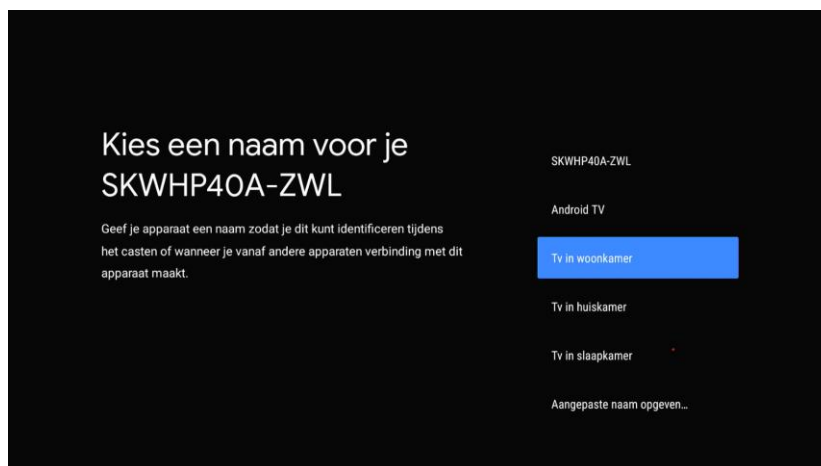 Kies een naam voor je
SKWHP40A-ZWL
Geef je apparaat een naam zodat je dit kunt identificeren tijdens
het casten of wanneer je vanaf andere apparaten verbinding met dit
apparaat maakt.
SKWHP40A-ZWL
Android TV
Tv in woonkamer
Tv in huiskamer
Tv in slaapkamer
Aangepaste naam opgeven…